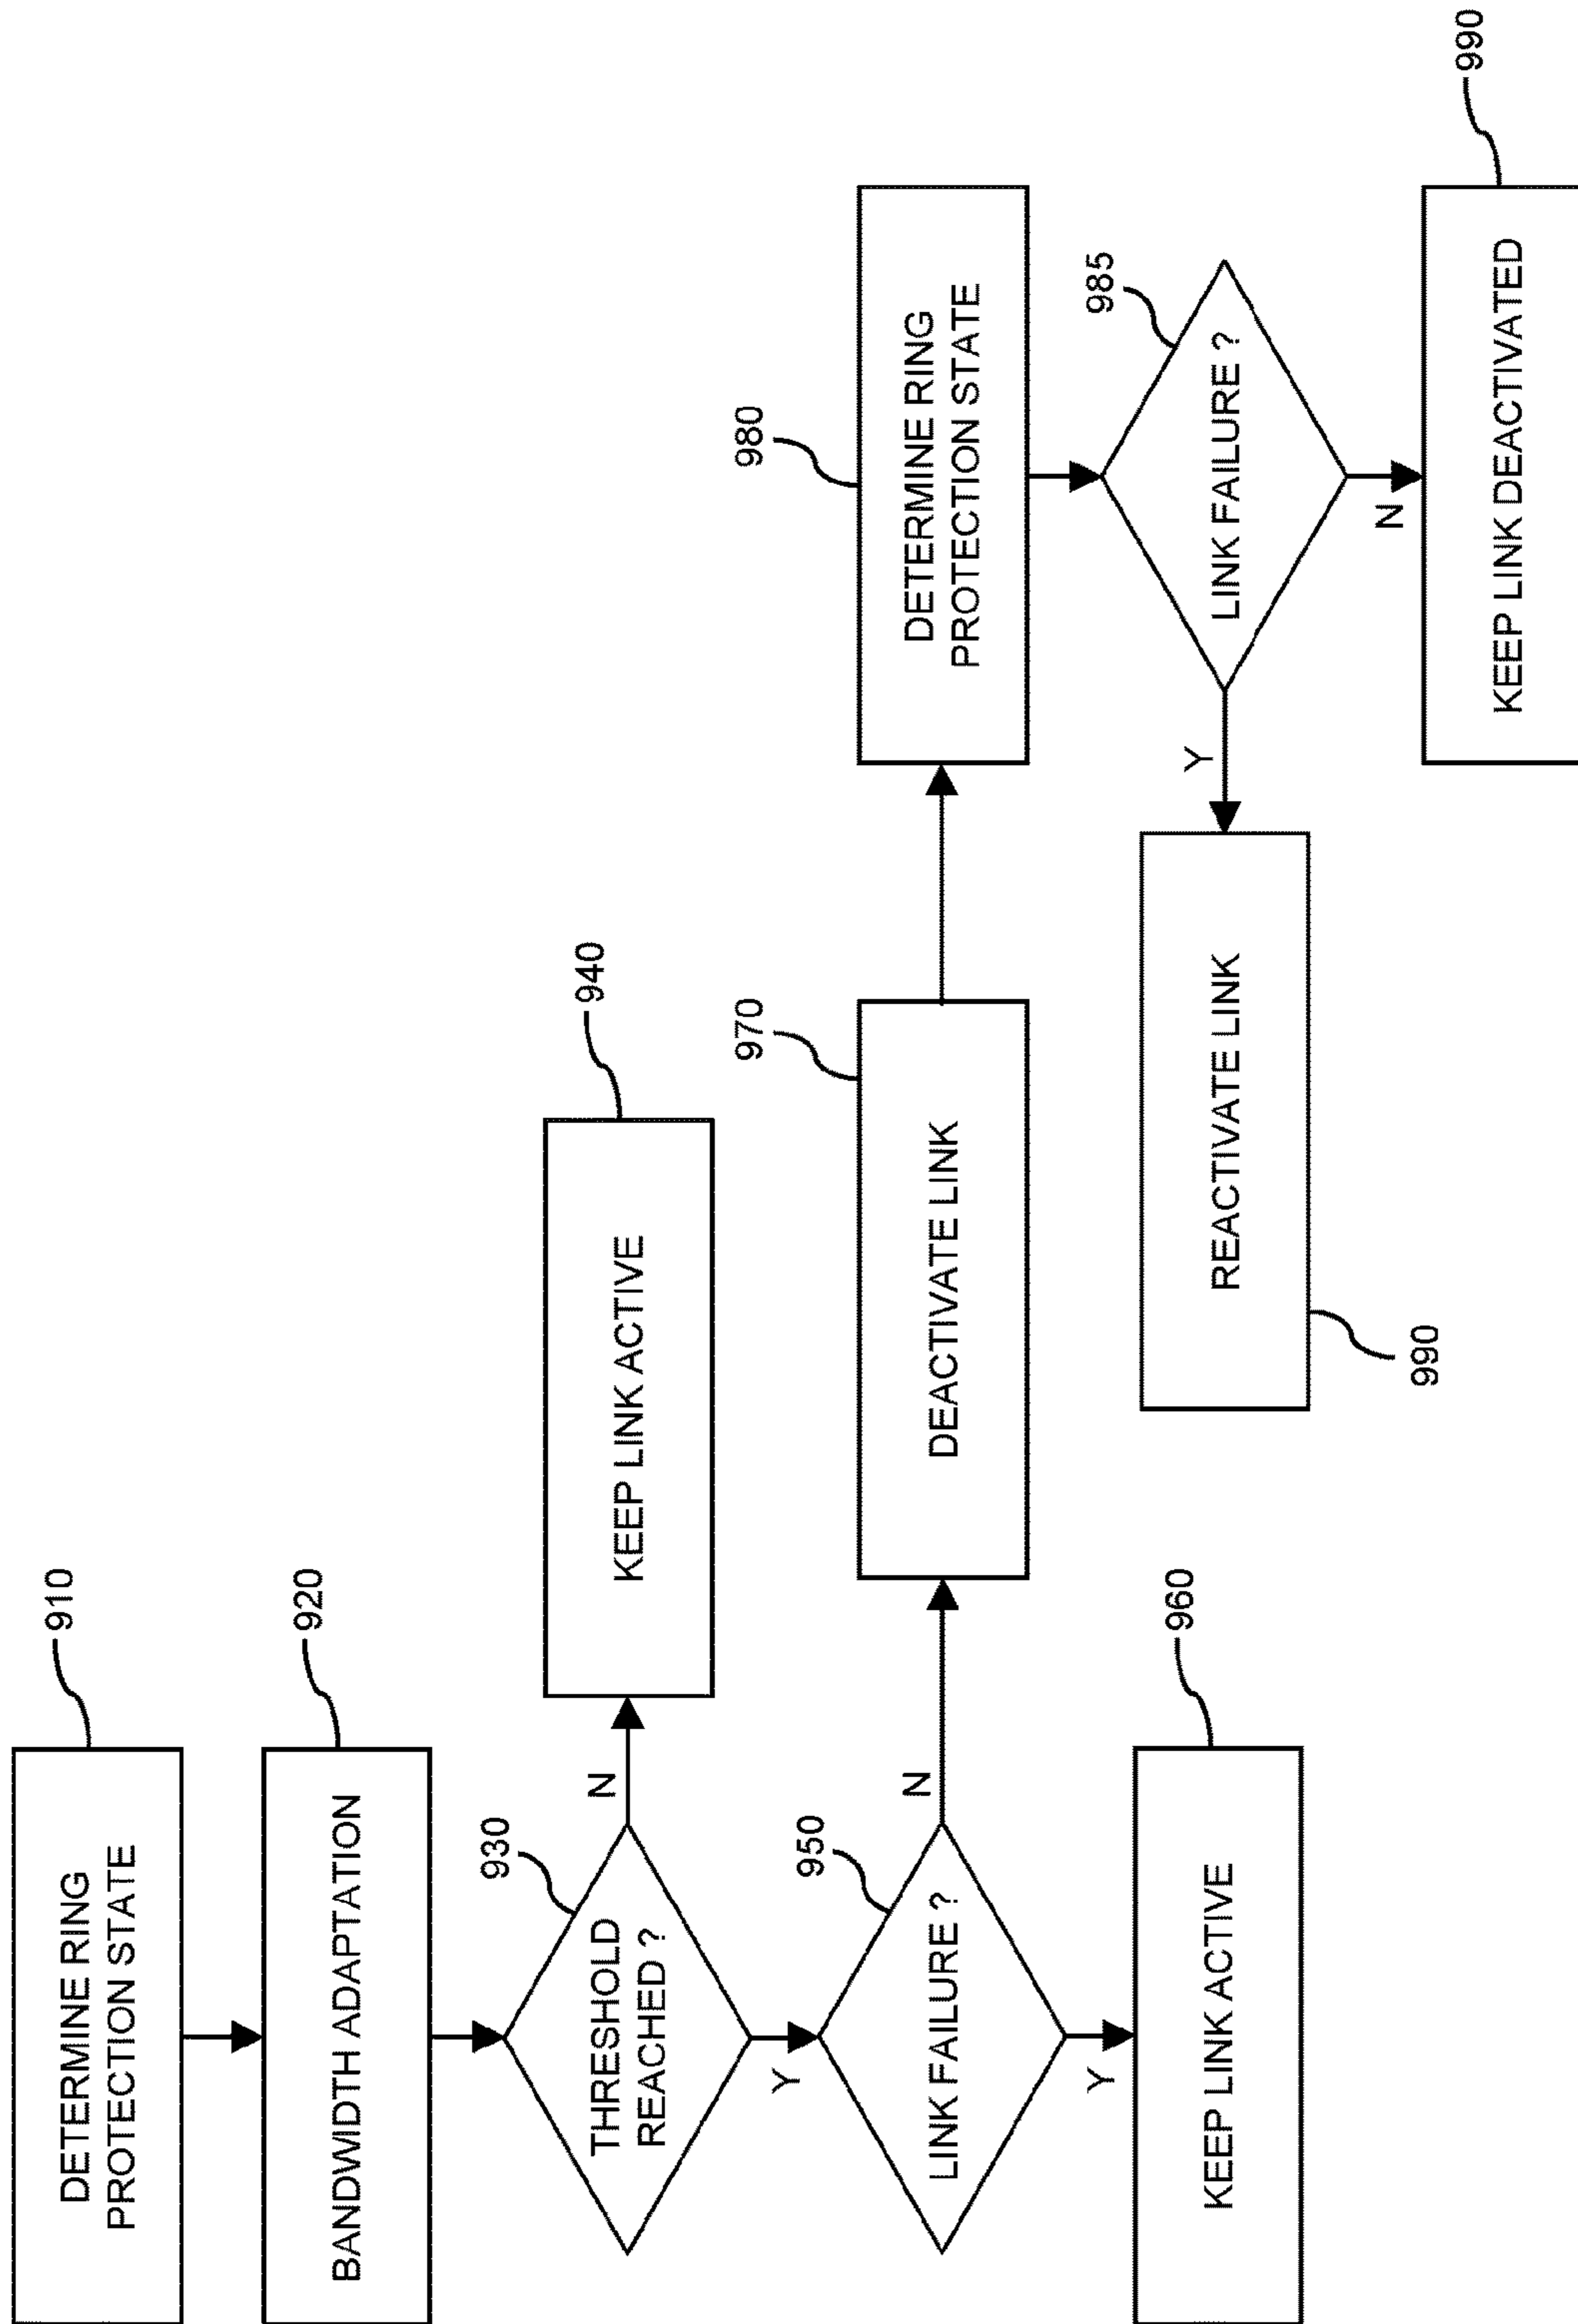 910
DETERMINE RING
PROTECTION STATE
920
BANDWIDTH ADAPTATION
930
THRESHOLD
REACHED ?
N
940
KEEP LINK ACTIVE
Y
950
LINK FAILURE ?
N
970
DEACTIVATE LINK
Y
960
KEEP LINK ACTIVE
980
DETERMINE RING
PROTECTION STATE
985
LINK FAILURE ?
Y
REACTIVATE LINK
990
N
990
KEEP LINK DEACTIVATED